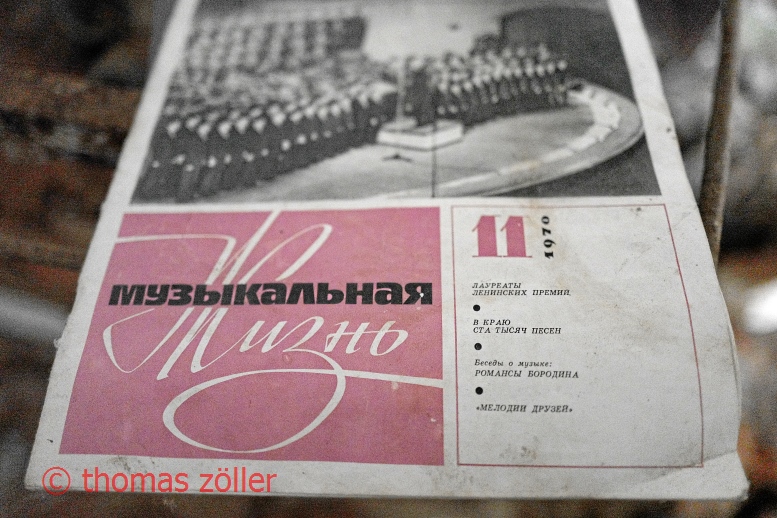 музыкальная
Жизнь
11
1970
ЛАУРЕАТЫ
ЛЕНИНСКИХ ПРЕМИЙ
В КРАЮ
СТА ТЫСЯЧ ПЕСЕН
Беседы о музыке:
РОМАНСЫ БОРОДИНА
«МЕЛОДИИ ДРУЗЕЙ»
© thomas zöller